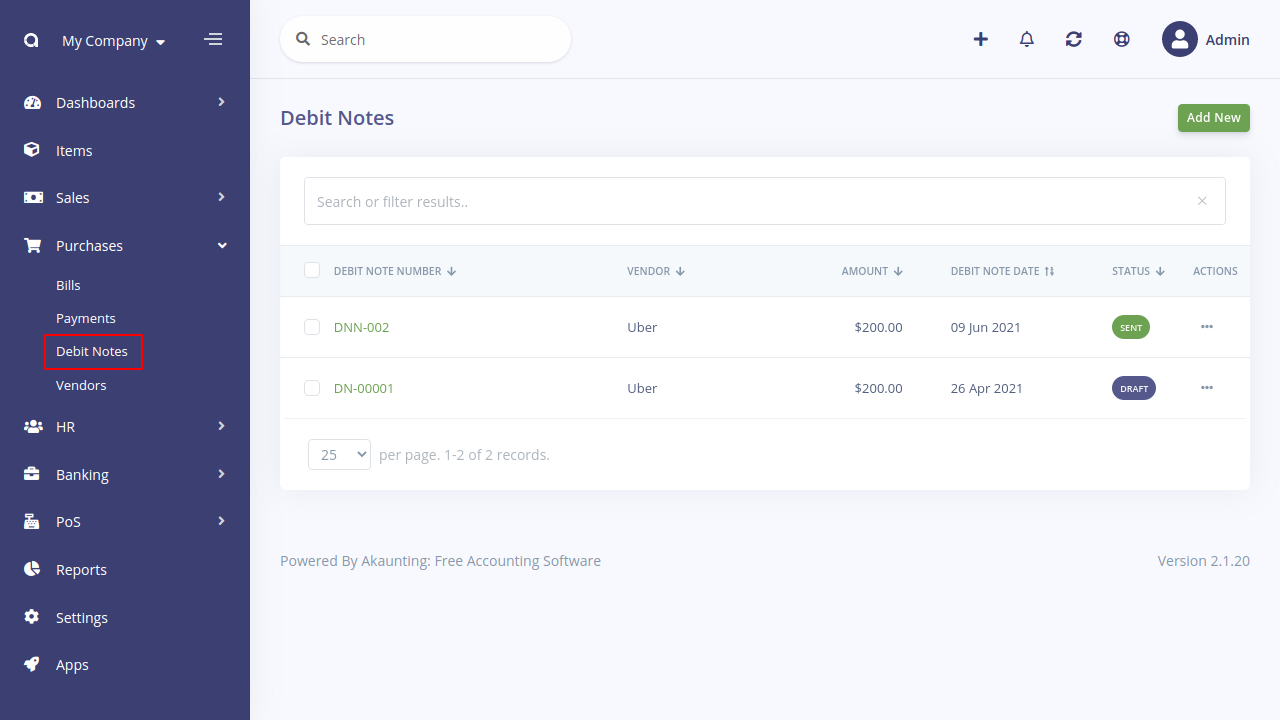 My Company
Search
Admin
Dashboards
Items
Sales
Purchases
Bills
Payments
Debit Notes
Vendors
HR
Banking
PoS
Reports
Settings
Apps
Debit Notes
Add New
Search or filter results..
DEBIT NOTE NUMBER VENDOR AMOUNT DEBIT NOTE DATE STATUS ACTIONS
DNN-002 Uber $200.00 09 Jun 2021 SENT
DN-00001 Uber $200.00 26 Apr 2021 DRAFT
25 per page. 1-2 of 2 records.
Powered By Akaunting: Free Accounting Software
Version 2.1.20